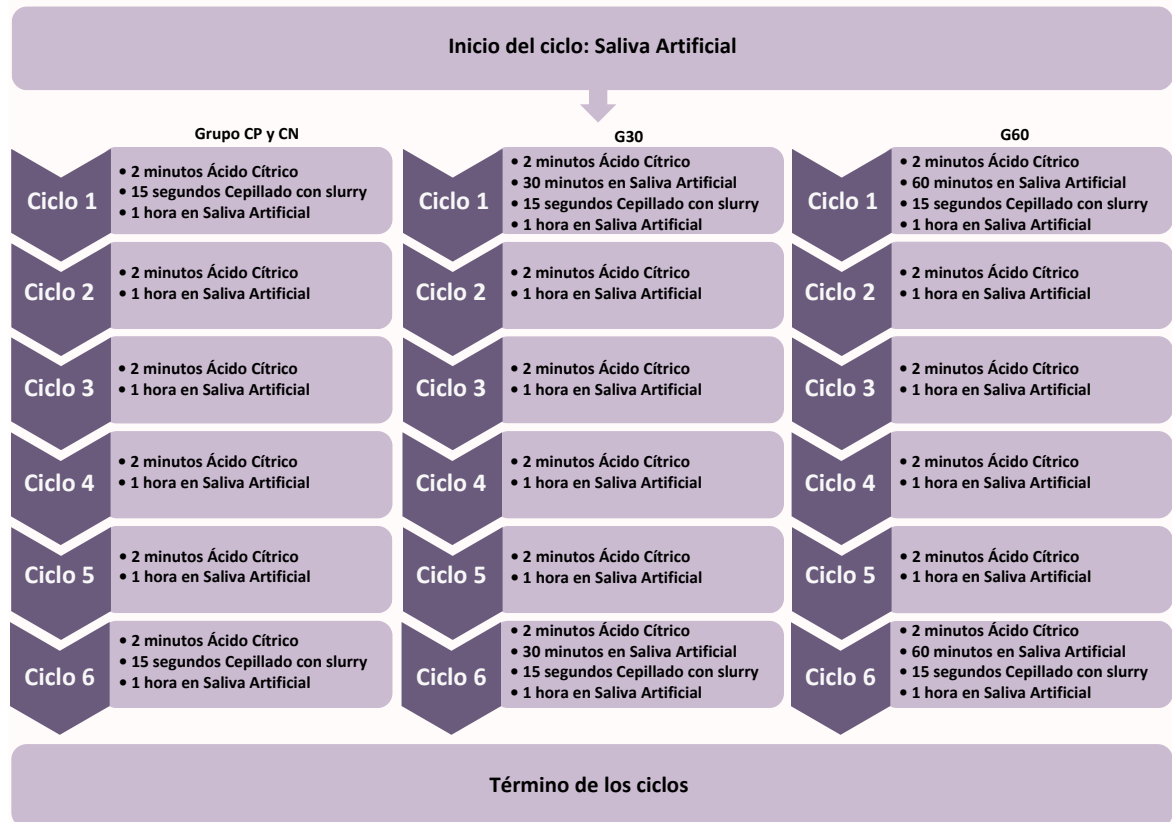 Inicio del ciclo: Saliva Artificial
Grupo CP y CN
Ciclo 1
• 2 minutos Ácido Cítrico
• 15 segundos Cepillado con slurry
• 1 hora en Saliva Artificial
Ciclo 2
• 2 minutos Ácido Cítrico
• 1 hora en Saliva Artificial
Ciclo 3
• 2 minutos Ácido Cítrico
• 1 hora en Saliva Artificial
Ciclo 4
• 2 minutos Ácido Cítrico
• 1 hora en Saliva Artificial
Ciclo 5
• 2 minutos Ácido Cítrico
• 1 hora en Saliva Artificial
Ciclo 6
• 2 minutos Ácido Cítrico
• 15 segundos Cepillado con slurry
• 1 hora en Saliva Artificial
G30
Ciclo 1
• 2 minutos Ácido Cítrico
• 30 minutos en Saliva Artificial
• 15 segundos Cepillado con slurry
• 1 hora en Saliva Artificial
Ciclo 2
• 2 minutos Ácido Cítrico
• 1 hora en Saliva Artificial
Ciclo 3
• 2 minutos Ácido Cítrico
• 1 hora en Saliva Artificial
Ciclo 4
• 2 minutos Ácido Cítrico
• 1 hora en Saliva Artificial
Ciclo 5
• 2 minutos Ácido Cítrico
• 1 hora en Saliva Artificial
Ciclo 6
• 2 minutos Ácido Cítrico
• 30 minutos en Saliva Artificial
• 15 segundos Cepillado con slurry
• 1 hora en Saliva Artificial
G60
Ciclo 1
• 2 minutos Ácido Cítrico
• 60 minutos en Saliva Artificial
• 15 segundos Cepillado con slurry
• 1 hora en Saliva Artificial
Ciclo 2
• 2 minutos Ácido Cítrico
• 1 hora en Saliva Artificial
Ciclo 3
• 2 minutos Ácido Cítrico
• 1 hora en Saliva Artificial
Ciclo 4
• 2 minutos Ácido Cítrico
• 1 hora en Saliva Artificial
Ciclo 5
• 2 minutos Ácido Cítrico
• 1 hora en Saliva Artificial
Ciclo 6
• 2 minutos Ácido Cítrico
• 60 minutos en Saliva Artificial
• 15 segundos Cepillado con slurry
• 1 hora en Saliva Artificial
Término de los ciclos